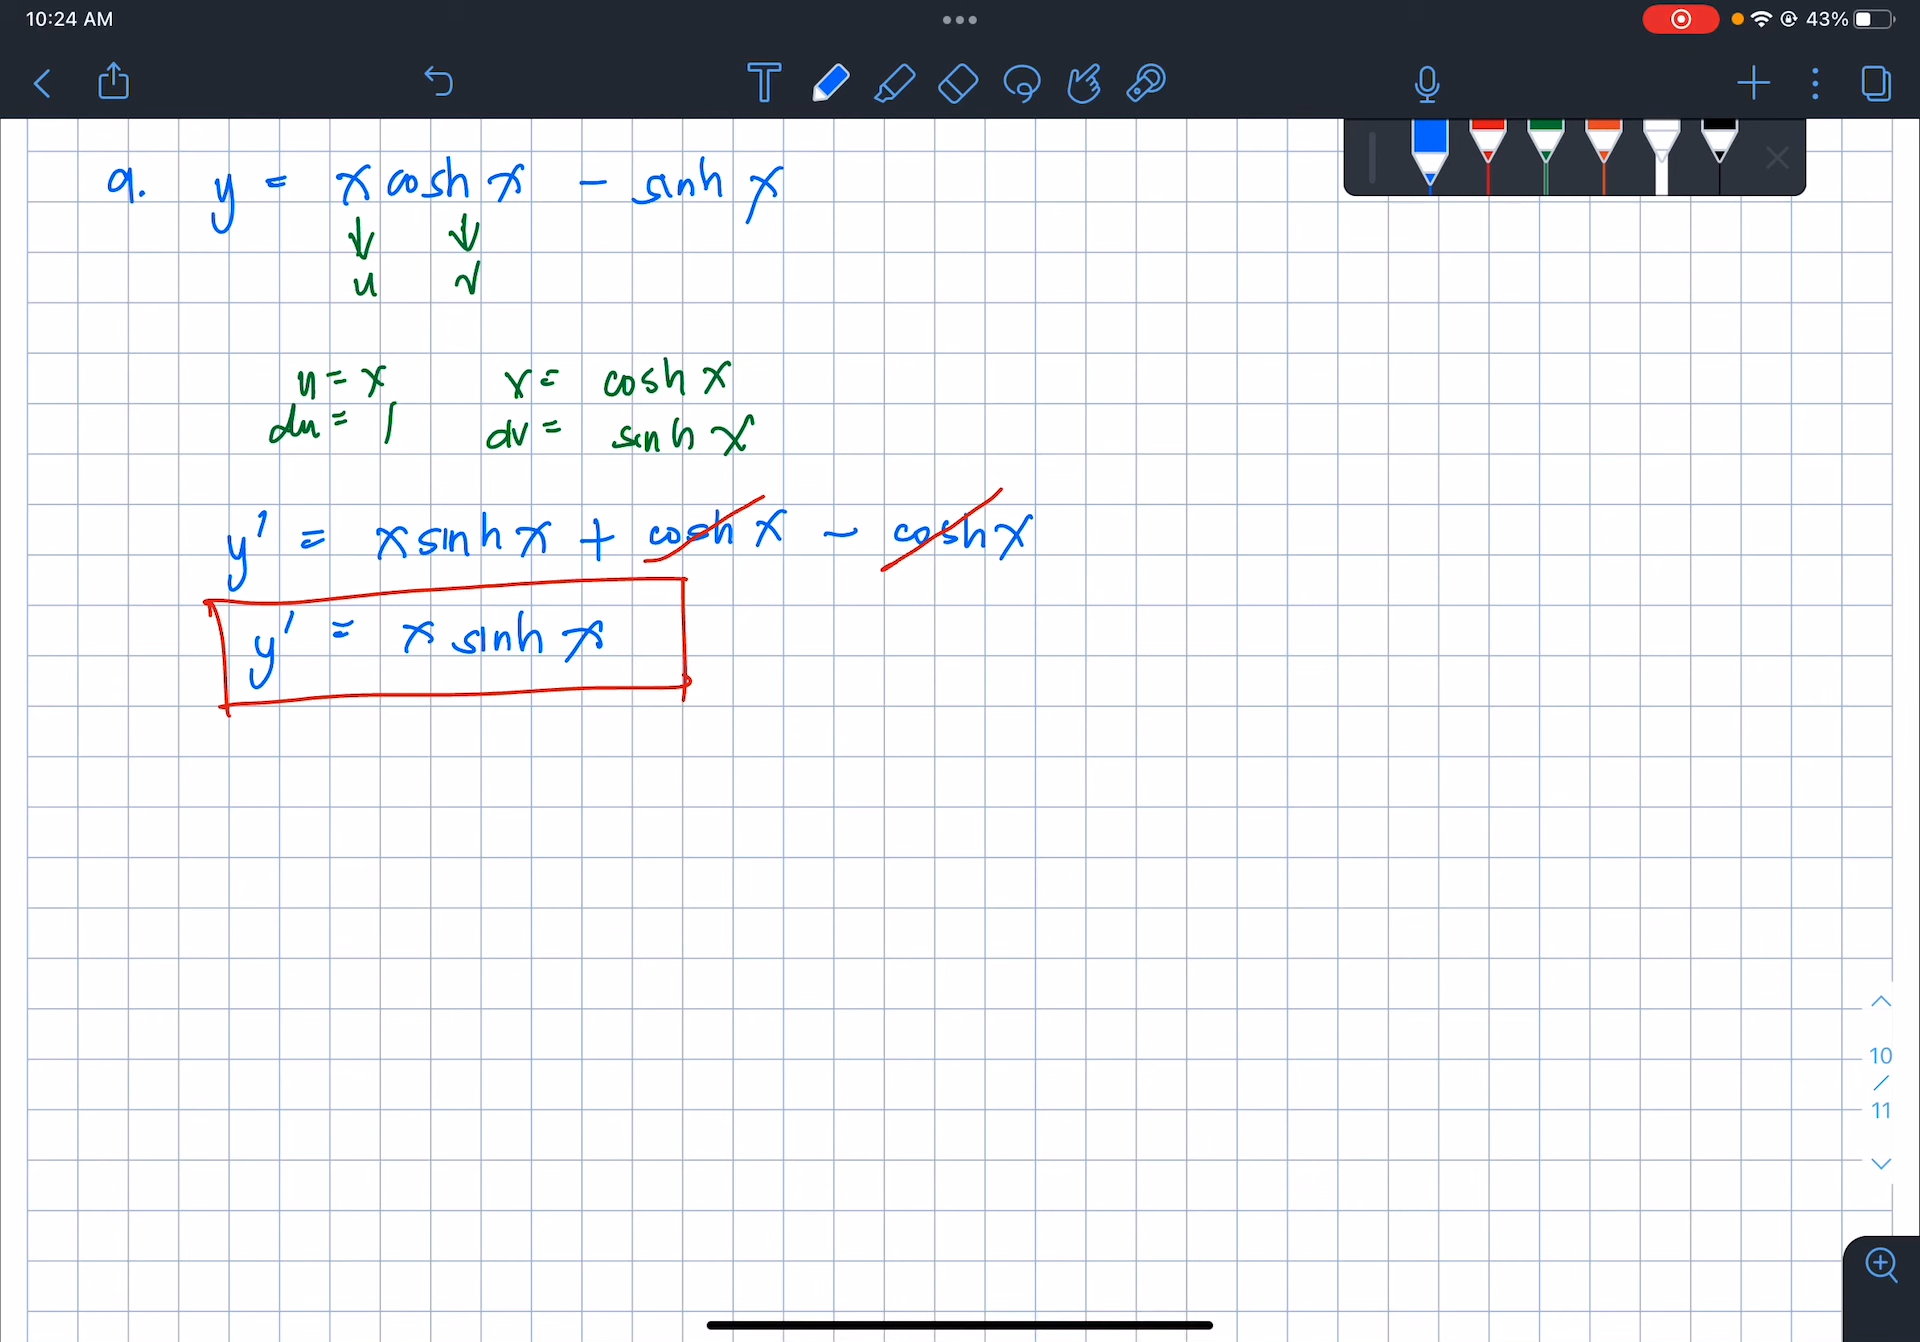 10:24 AM
43%
9. y = x cosh x − sinh x
↓ ↓
u v
u = x v = cosh x
du = 1 dv = sinh x
y' = x sinh x + cosh x − cosh x
y' = x sinh x
10
/
11